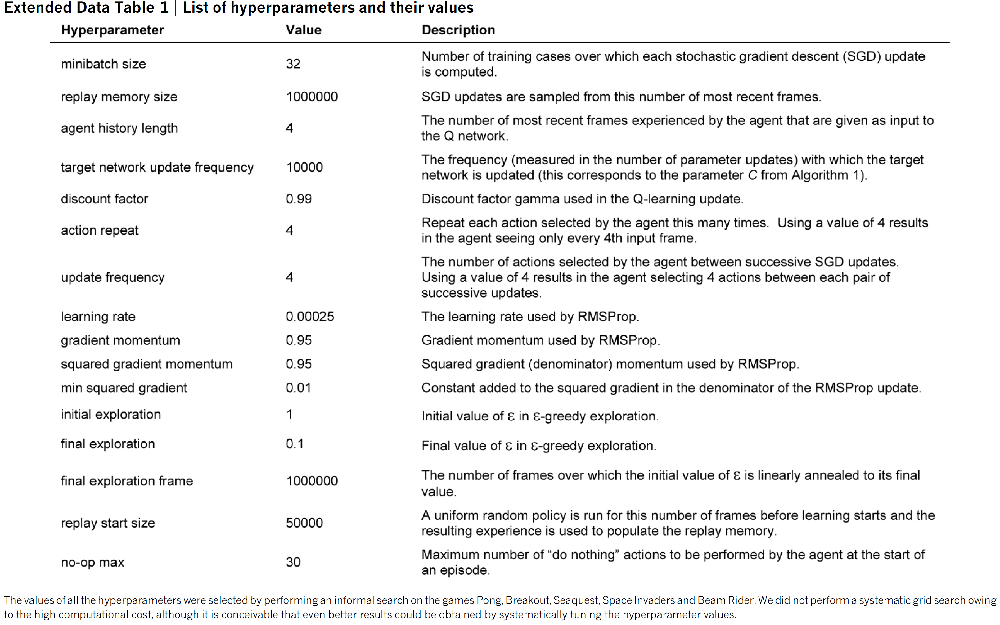 Extended Data Table 1 | List of hyperparameters and their values
Hyperparameter Value Description
minibatch size 32 Number of training cases over which each stochastic gradient descent (SGD) update
is computed.
replay memory size 1000000 SGD updates are sampled from this number of most recent frames.
agent history length 4 The number of most recent frames experienced by the agent that are given as input to
the Q network.
target network update frequency 10000 The frequency (measured in the number of parameter updates) with which the target
network is updated (this corresponds to the parameter C from Algorithm 1).
discount factor 0.99 Discount factor gamma used in the Q-learning update.
action repeat 4 Repeat each action selected by the agent this many times. Using a value of 4 results
in the agent seeing only every 4th input frame.
update frequency 4 The number of actions selected by the agent between successive SGD updates.
Using a value of 4 results in the agent selecting 4 actions between each pair of
successive updates.
learning rate 0.00025 The learning rate used by RMSProp.
gradient momentum 0.95 Gradient momentum used by RMSProp.
squared gradient momentum 0.95 Squared gradient (denominator) momentum used by RMSProp.
min squared gradient 0.01 Constant added to the squared gradient in the denominator of the RMSProp update.
initial exploration 1 Initial value of ε in ε-greedy exploration.
final exploration 0.1 Final value of ε in ε-greedy exploration.
final exploration frame 1000000 The number of frames over which the initial value of ε is linearly annealed to its final
value.
replay start size 50000 A uniform random policy is run for this number of frames before learning starts and the
resulting experience is used to populate the replay memory.
no-op max 30 Maximum number of “do nothing” actions to be performed by the agent at the start of
an episode.
The values of all the hyperparameters were selected by performing an informal search on the games Pong, Breakout, Seaquest, Space Invaders and Beam Rider. We did not perform a systematic grid search owing
to the high computational cost, although it is conceivable that even better results could be obtained by systematically tuning the hyperparameter values.